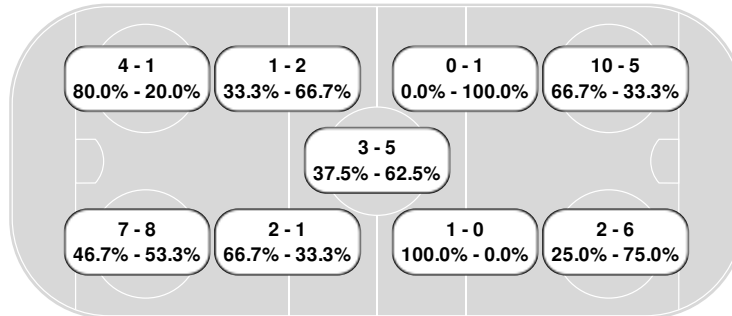 4 - 1
80.0% - 20.0%
1 - 2
33.3% - 66.7%
0 - 1
0.0% - 100.0%
10 - 5
66.7% - 33.3%
3 - 5
37.5% - 62.5%
7 - 8
46.7% - 53.3%
2 - 1
66.7% - 33.3%
1 - 0
100.0% - 0.0%
2 - 6
25.0% - 75.0%